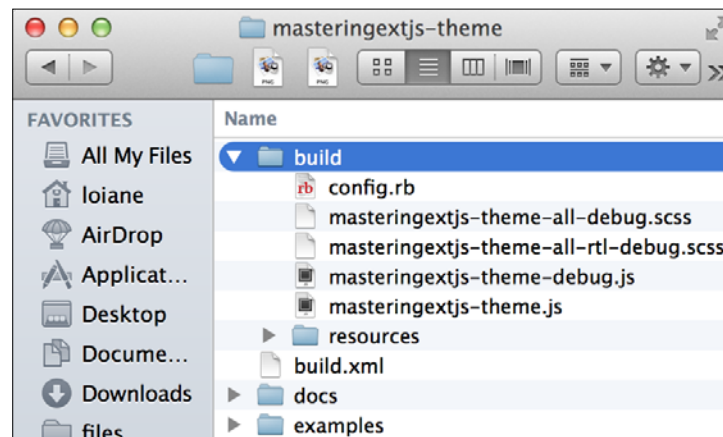 masteringextjs-theme
FAVORITES
All My Files
loiane
AirDrop
Applicat...
Desktop
Docume...
Downloads
files
Name
build
config.rb
masteringextjs-theme-all-debug.scss
masteringextjs-theme-all-rtl-debug.scss
masteringextjs-theme-debug.js
masteringextjs-theme.js
resources
build.xml
docs
examples